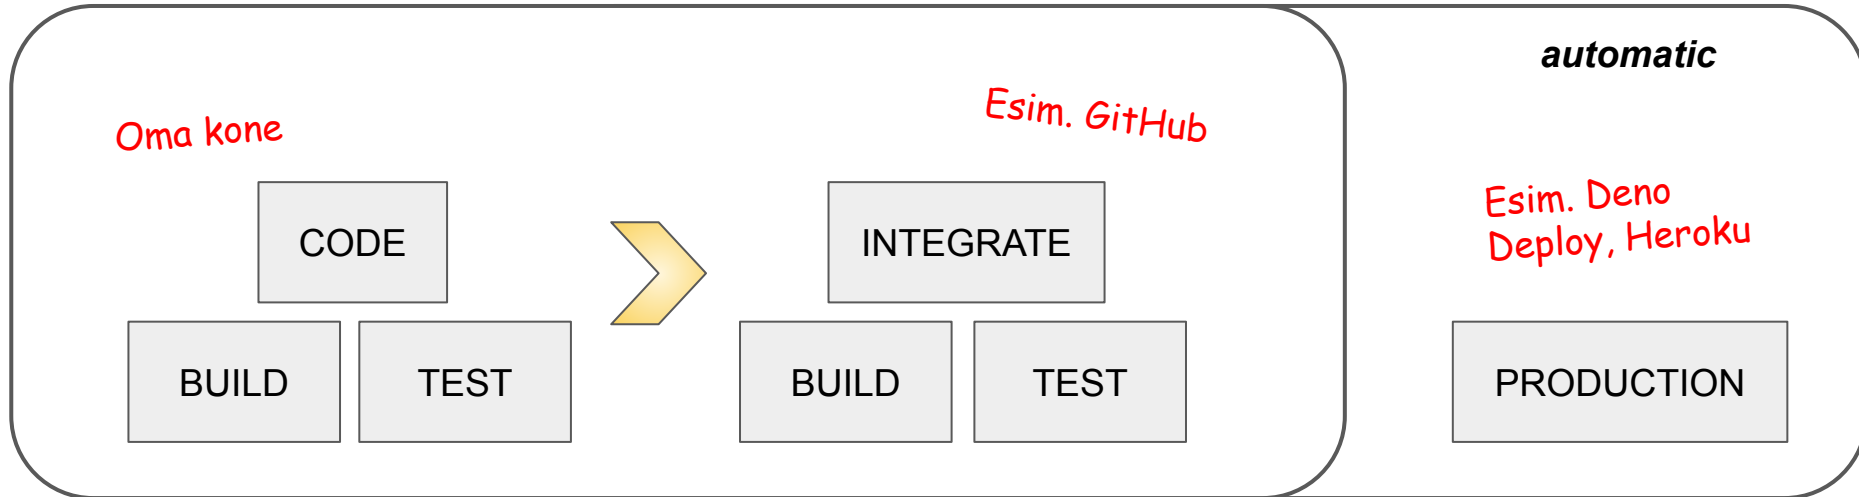 automatic
Oma kone
Esim. GitHub
CODE
INTEGRATE
Esim. Deno
Deploy, Heroku
BUILD
TEST
BUILD
TEST
PRODUCTION